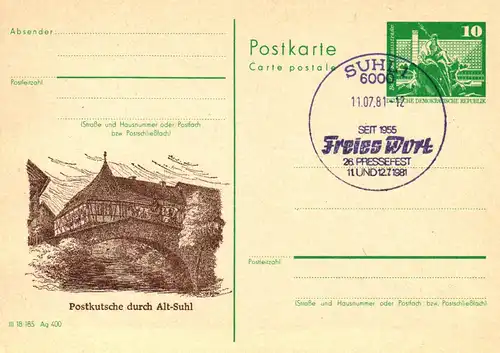 Absender
Postleitzahl
(Straße und Hausnummer oder Postfach
bzw. Postschließfach)
Postkutsche durch Alt-Suhl
III 18 185 Ag 400
Postkarte
Carte postale
10
DEUTSCHE DEMOKRATISCHE REPUBLIK
SUHL 1
6000
11.07.81-12
SEIT 1955
Freies Wort
26. PRESSEFEST
11. UND 12.7.1981
Postleitzahl
(Straße und Hausnummer oder Postfach bzw. Postschließfach)